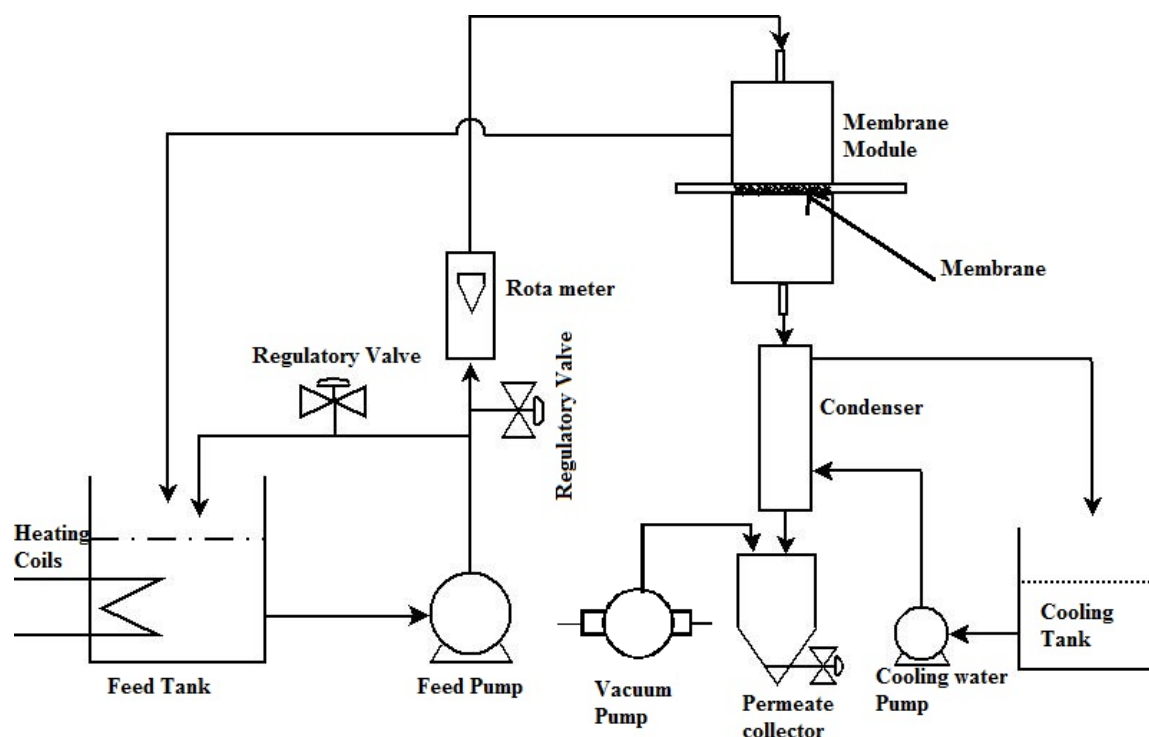 Membrane
Module
Membrane
Rota meter
Regulatory Valve
Regulatory Valve
Condenser
Heating
Coils
Cooling
Tank
Feed Tank
Feed Pump
Vacuum
Pump
Permeate
collector
Cooling water
Pump